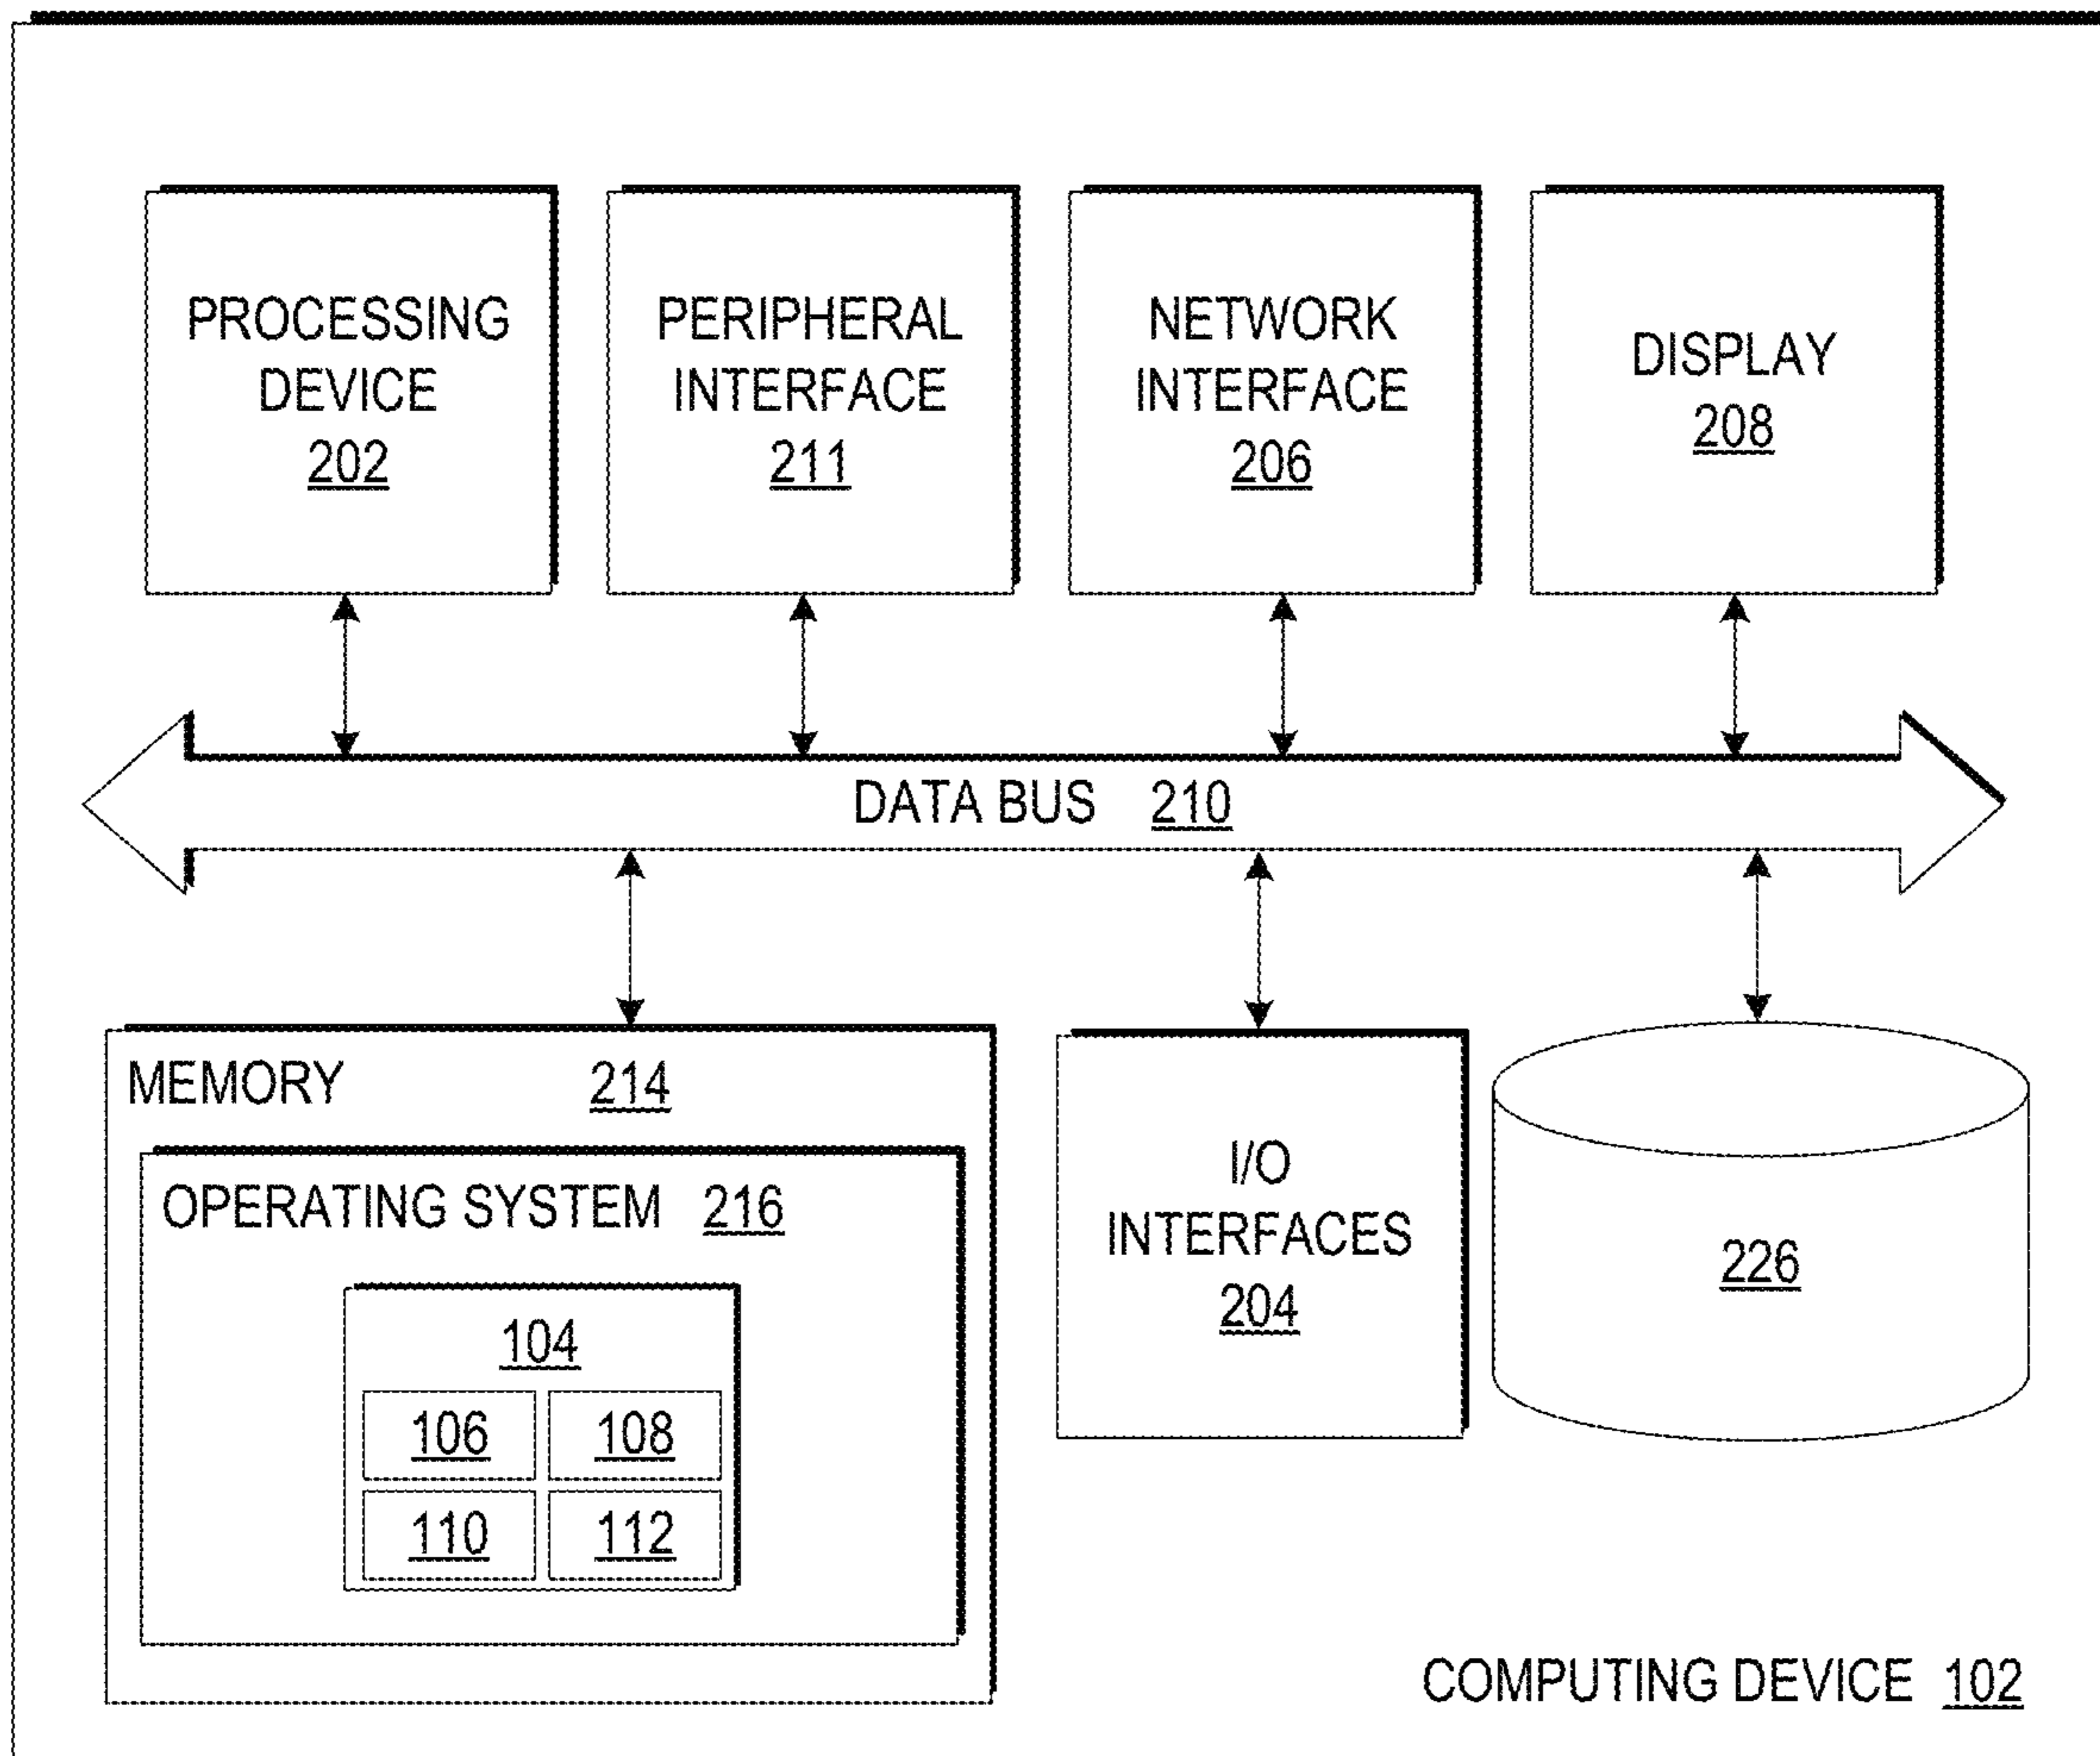 PROCESSING
DEVICE
202
PERIPHERAL
INTERFACE
211
NETWORK
INTERFACE
206
DISPLAY
208
DATA BUS 210
MEMORY 214
OPERATING SYSTEM 216
104
106 108
110 112
I/O
INTERFACES
204
226
COMPUTING DEVICE 102